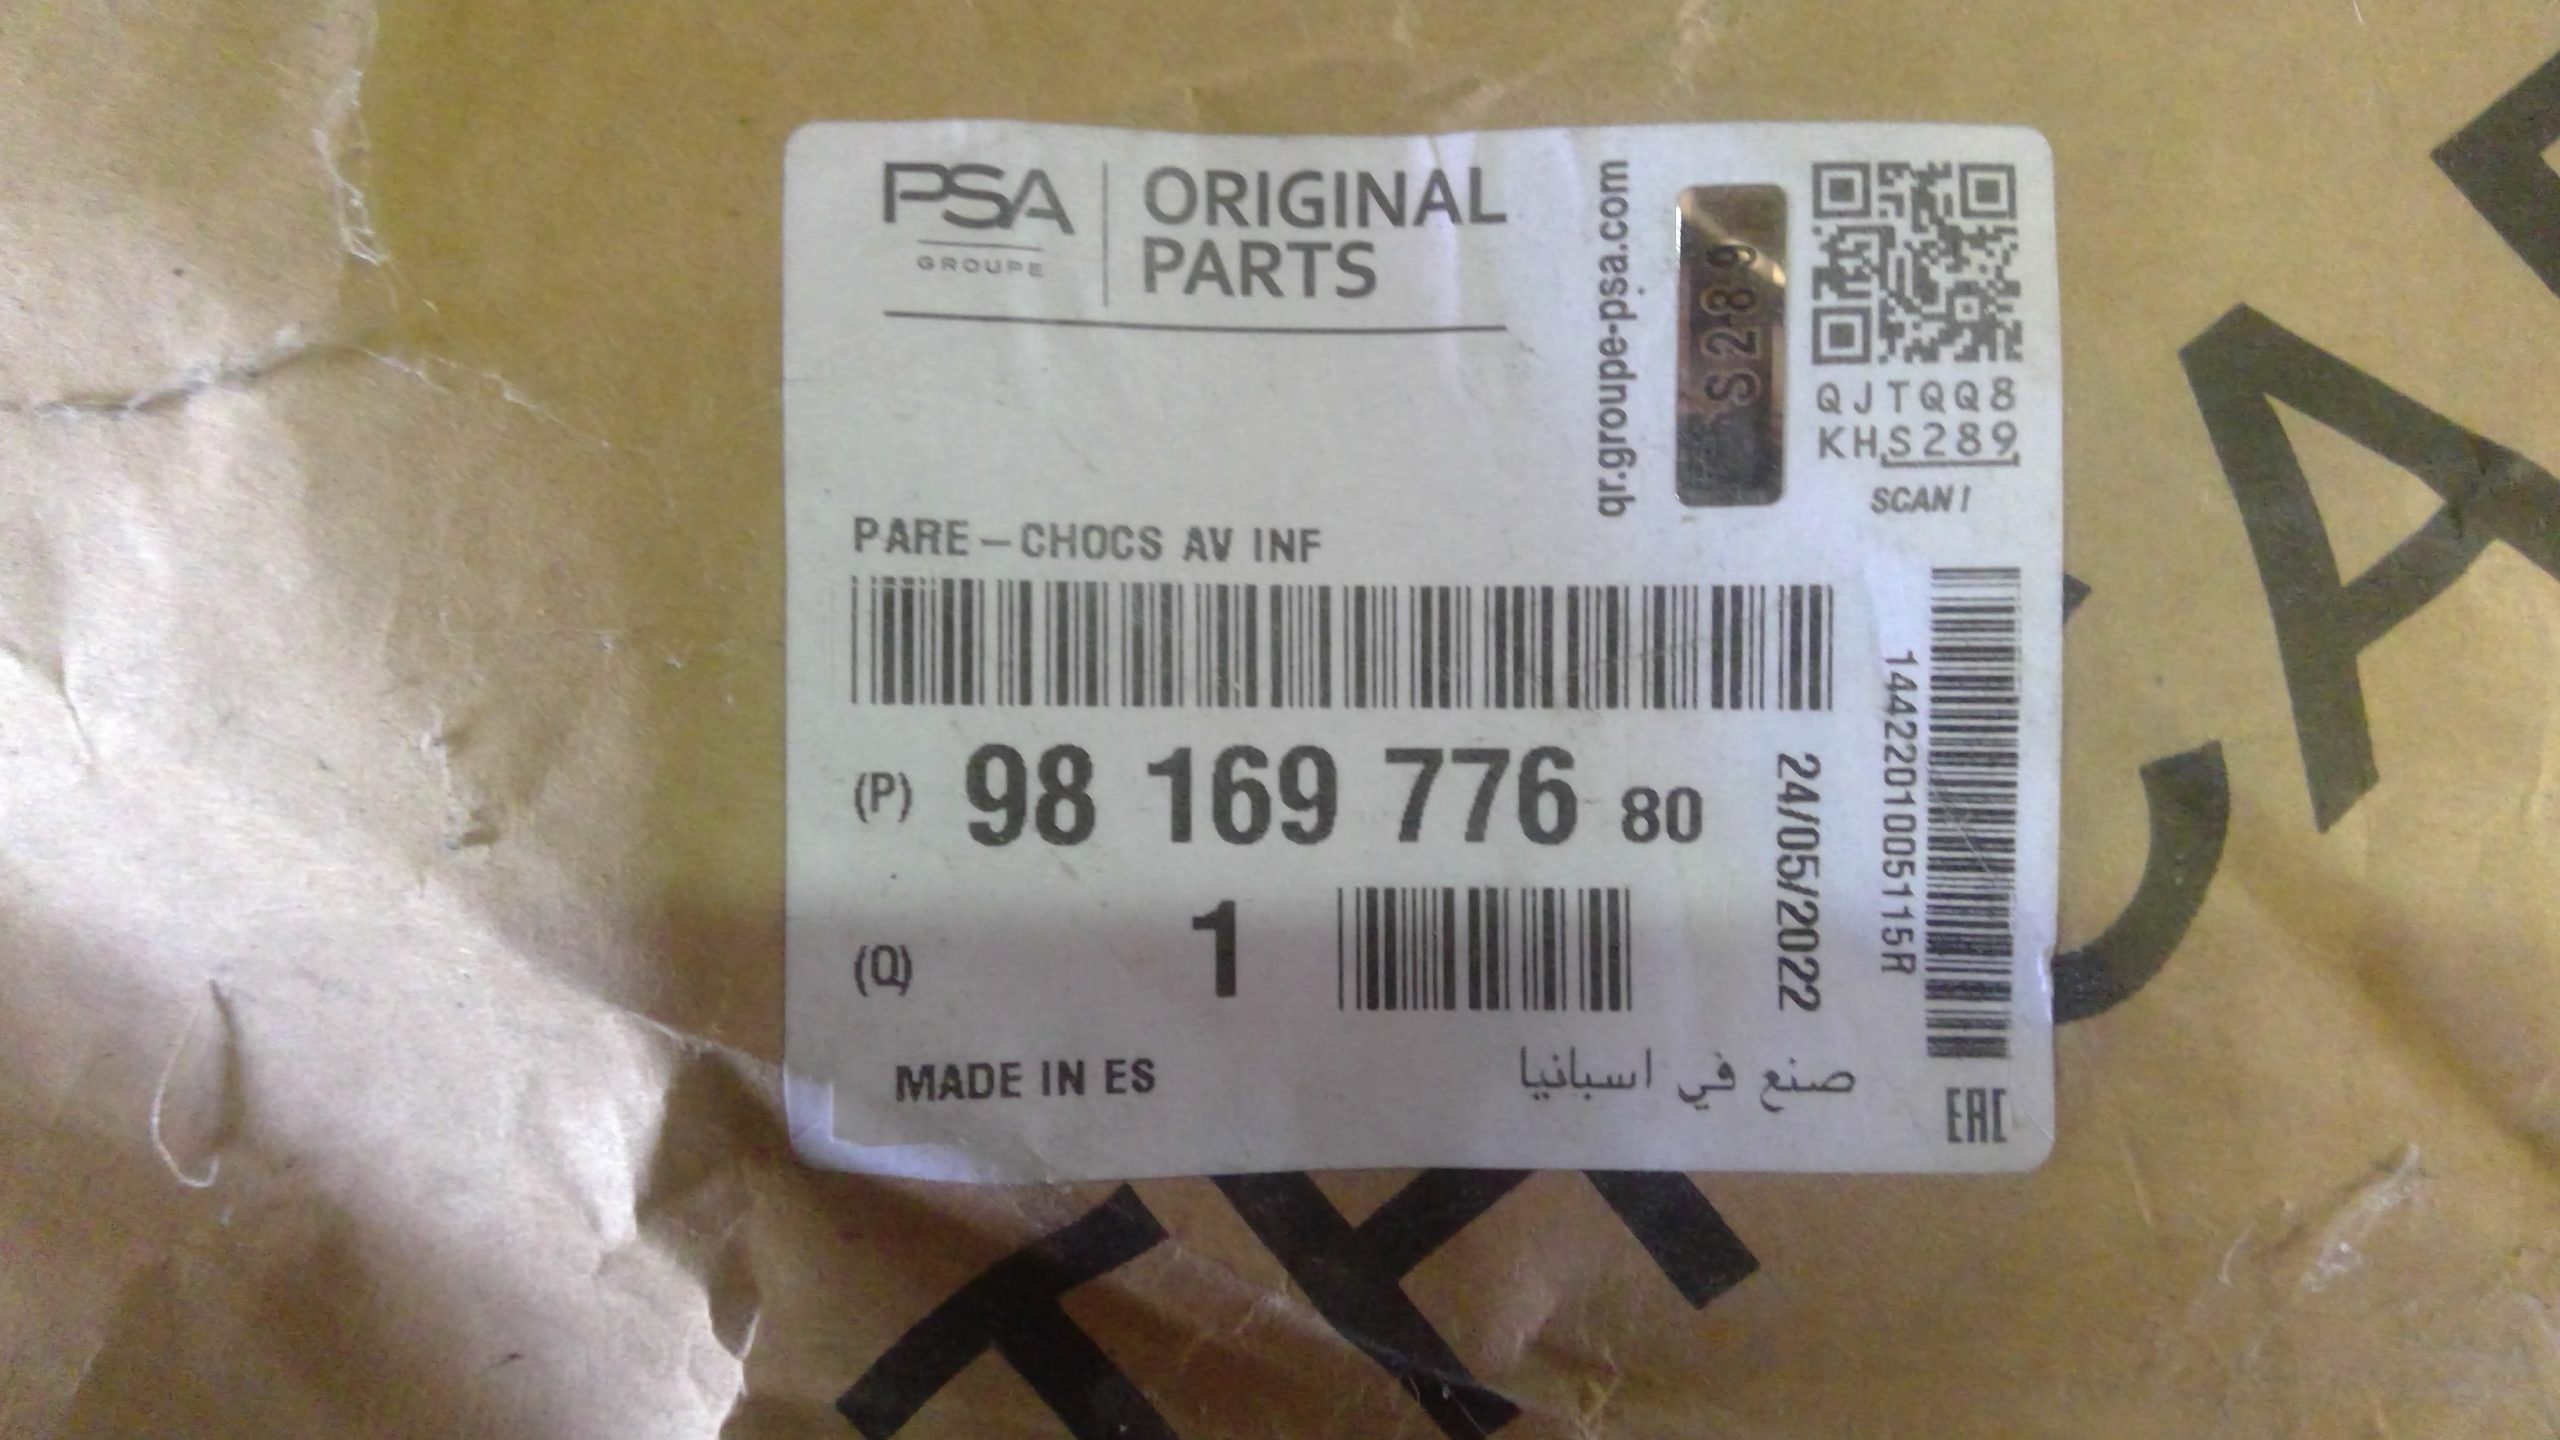 PSA
GROUPE
ORIGINAL
PARTS
qr.groupe-psa.com
S289
QJTQQ8
KHS289
SCAN !
PARE-CHOCS AV INF
(P) 98 169 776 80
24/05/2022
1442201005115R
(Q) 1
MADE IN ES
صنع في اسبانيا
EAC